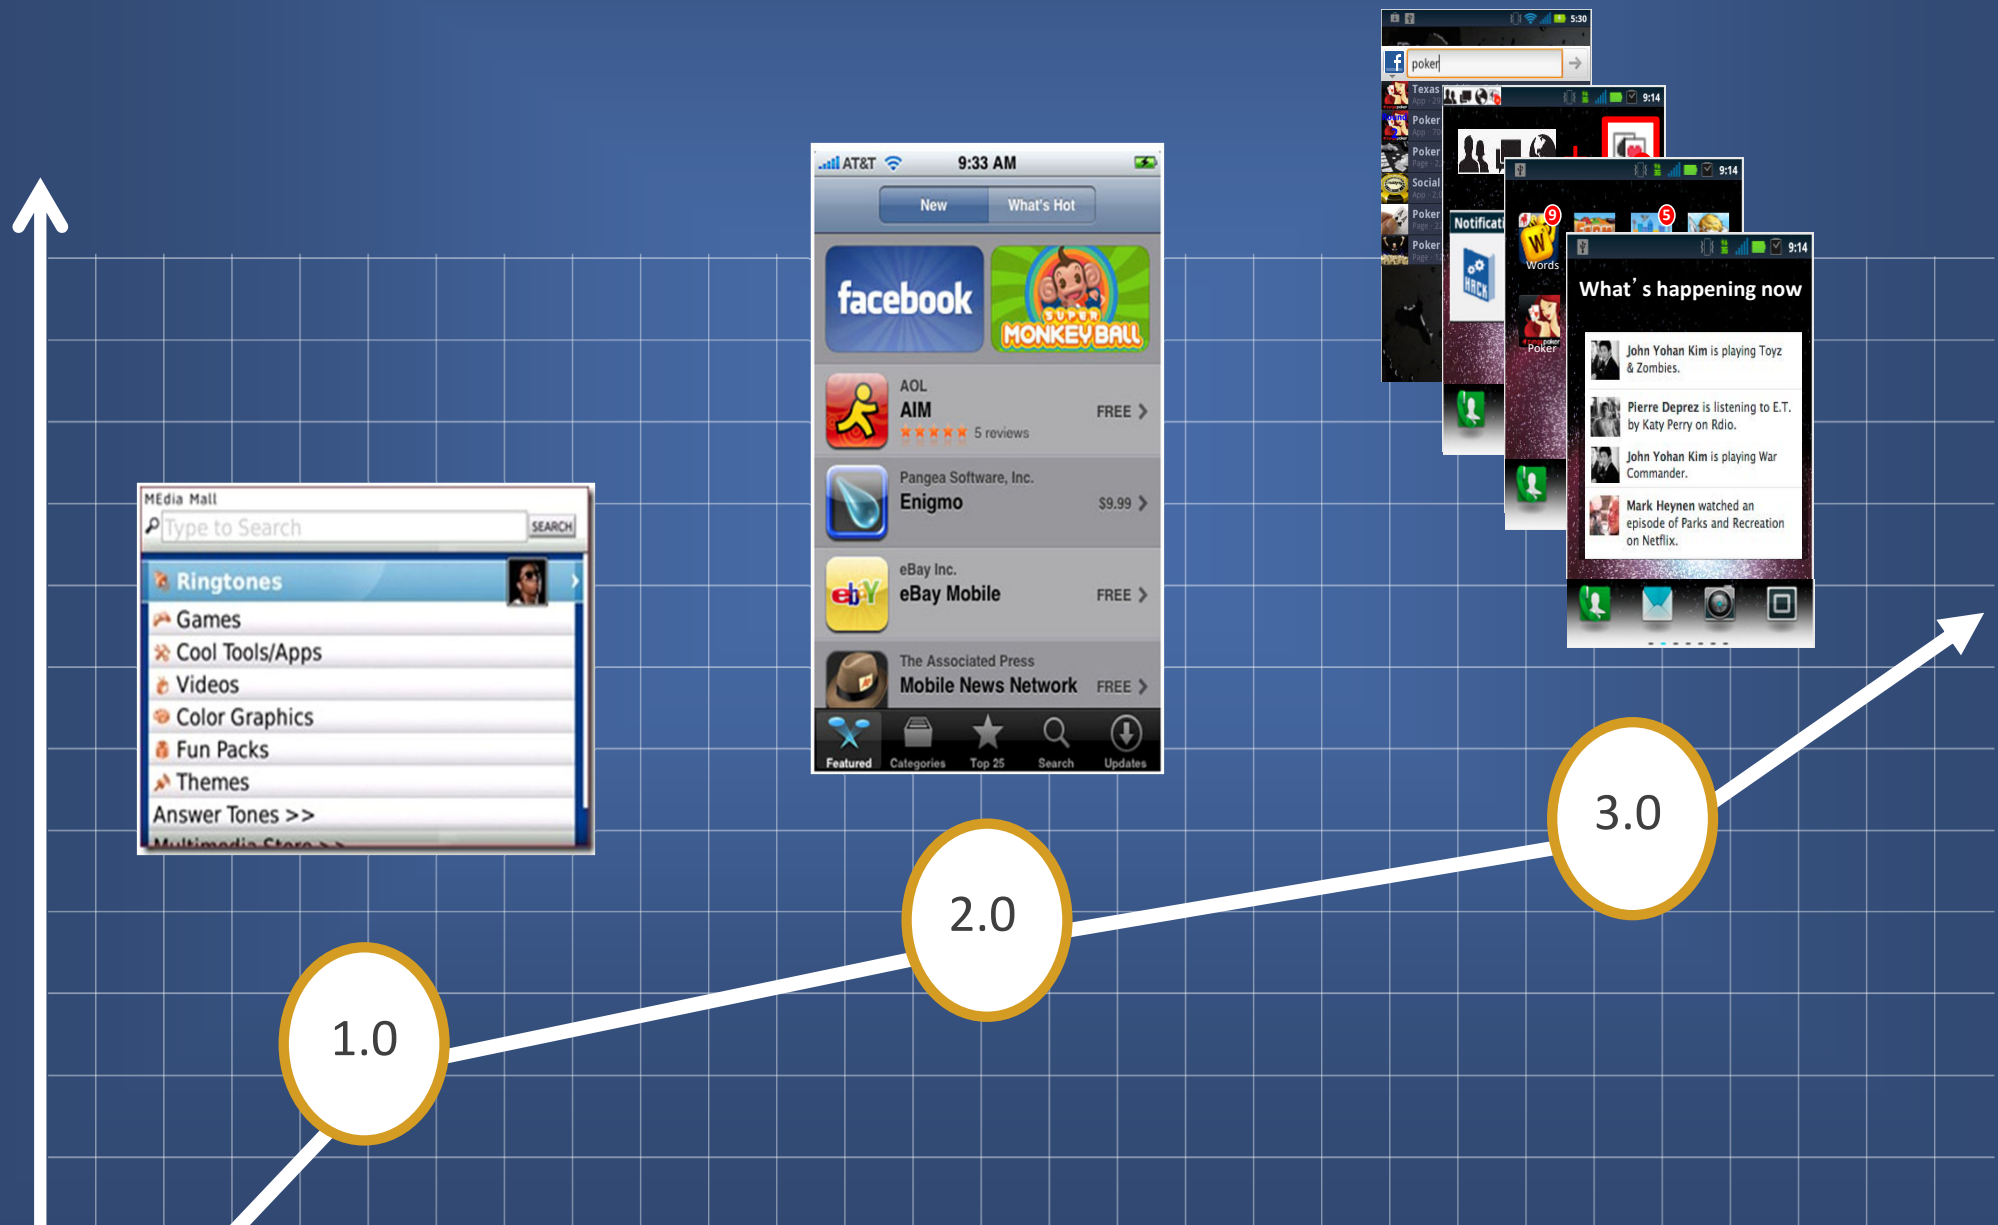 MEdia Mall
Type to Search
SEARCH
Ringtones
Games
Cool Tools/Apps
Videos
Color Graphics
Fun Packs
Themes
Answer Tones >>
Multimedia Store >>
1.0
AT&T
9:33 AM
New
What's Hot
facebook
SUPER
MONKEY BALL
AOL
AIM
5 reviews
FREE
Pangea Software, Inc.
Enigmo
$9.99
eBay Inc.
eBay Mobile
FREE
The Associated Press
Mobile News Network
FREE
Featured
Categories
Top 25
Search
Updates
2.0
5:30
poker
Texas
Poker
Poker
Social
Poker
Poker
9:14
Notificati
HACK
9:14
9
5
Words
Poker
9:14
What's happening now
John Yohan Kim is playing Toyz
& Zombies.
Pierre Deprez is listening to E.T.
by Katy Perry on Rdio.
John Yohan Kim is playing War
Commander.
Mark Heynen watched an
episode of Parks and Recreation
on Netflix.
3.0